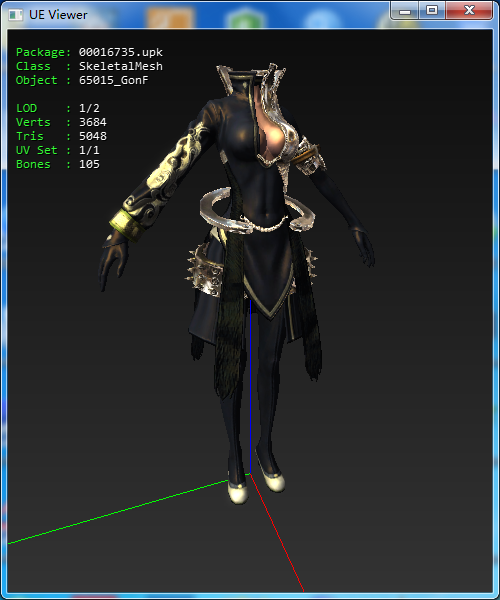 UE Viewer
Package: 00016735.upk
Class : SkeletalMesh
Object : 65015_GonF
LOD : 1/2
Verts : 3684
Tris : 5048
UV Set : 1/1
Bones : 105